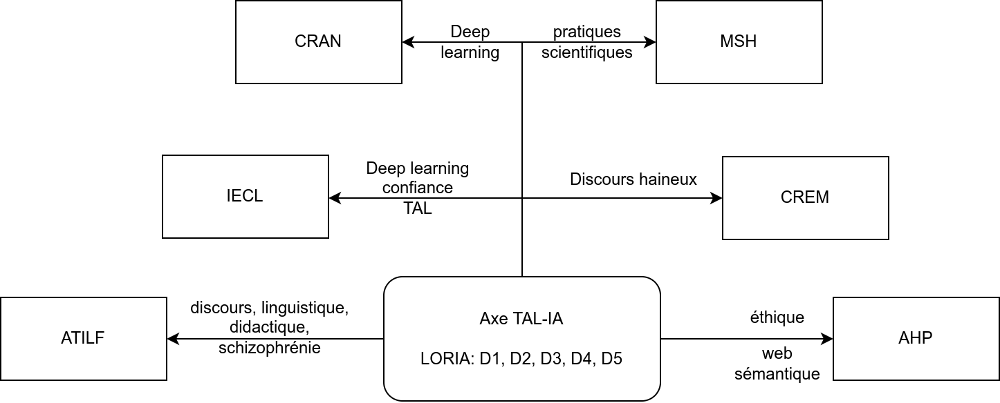 CRAN
Deep
learning
pratiques
scientifiques
MSH
IECL
Deep learning
confiance
TAL
Discours haineux
CREM
ATILF
discours, linguistique,
didactique,
schizophrénie
Axe TAL-IA
LORIA: D1, D2, D3, D4, D5
éthique
web
sémantique
AHP